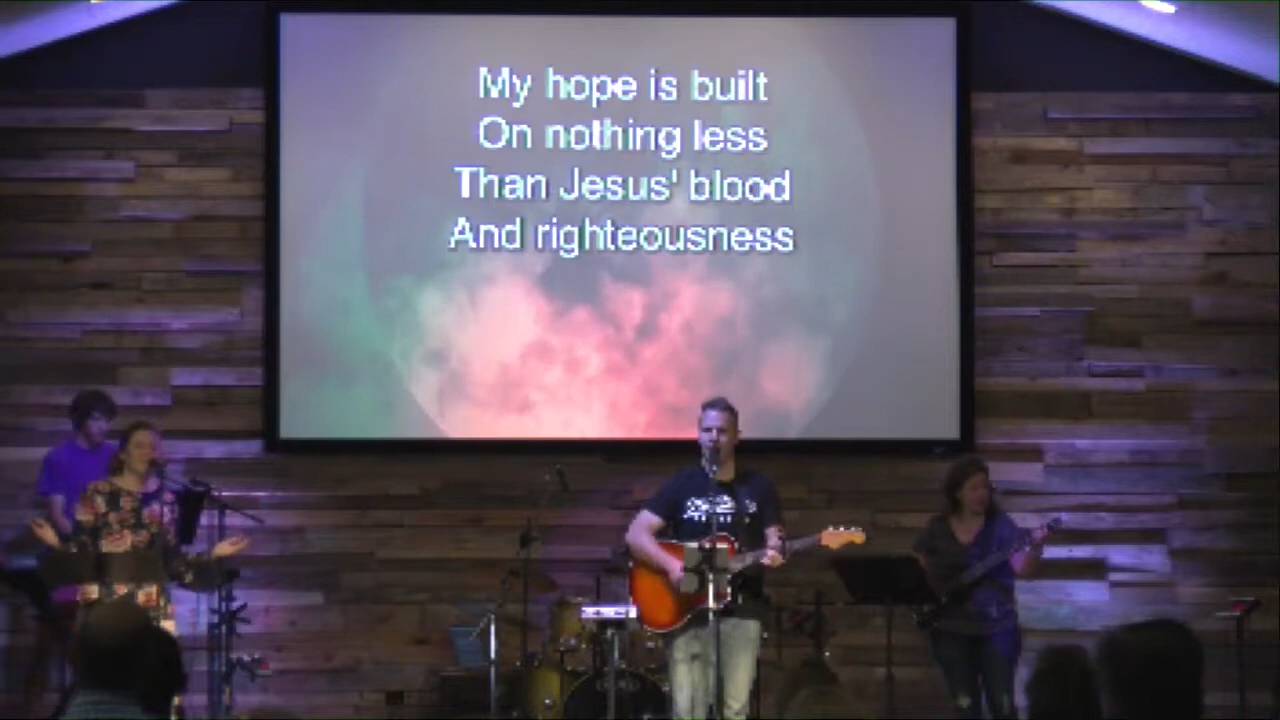 My hope is built
On nothing less
Than Jesus' blood
And righteousness